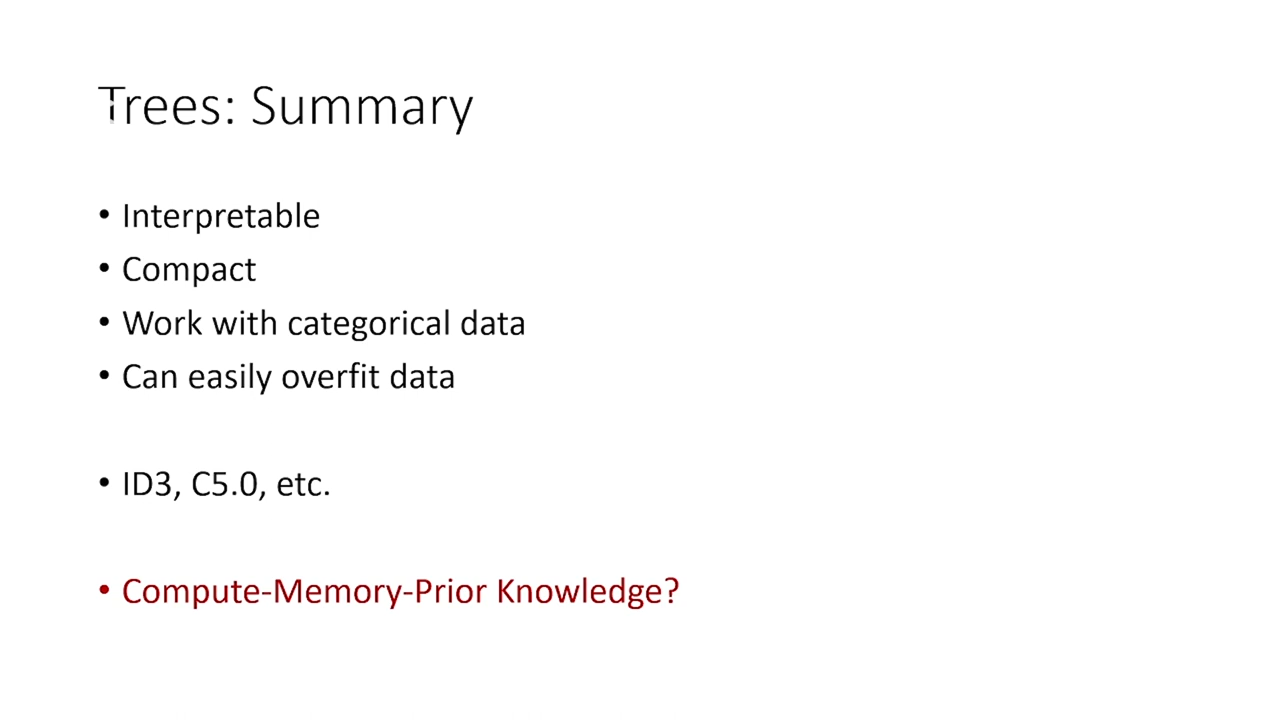 Trees: Summary
• Interpretable
• Compact
• Work with categorical data
• Can easily overfit data
• ID3, C5.0, etc.
• Compute-Memory-Prior Knowledge?